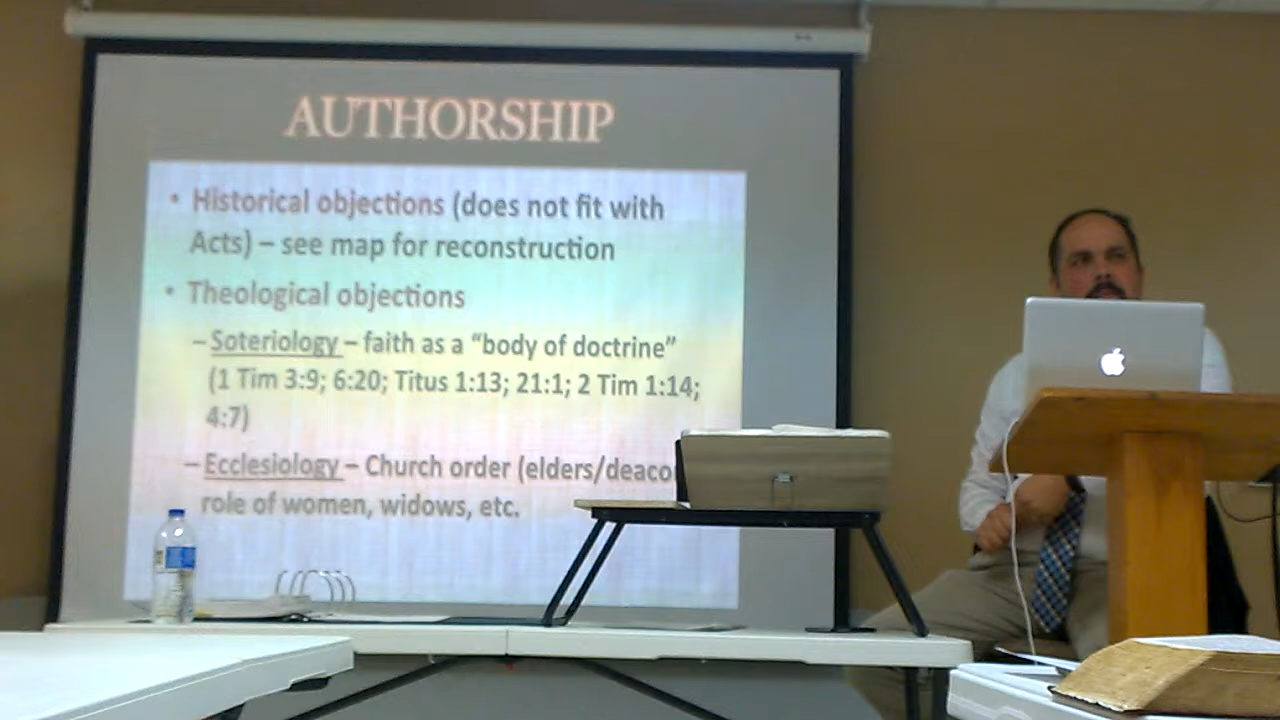 AUTHORSHIP
• Historical objections (does not fit with
Acts) – see map for reconstruction
• Theological objections
– Soteriology – faith as a “body of doctrine”
(1 Tim 3:9; 6:20; Titus 1:13; 21:1; 2 Tim 1:14;
4:7)
– Ecclesiology – Church order (elders/deaco
role of women, widows, etc.